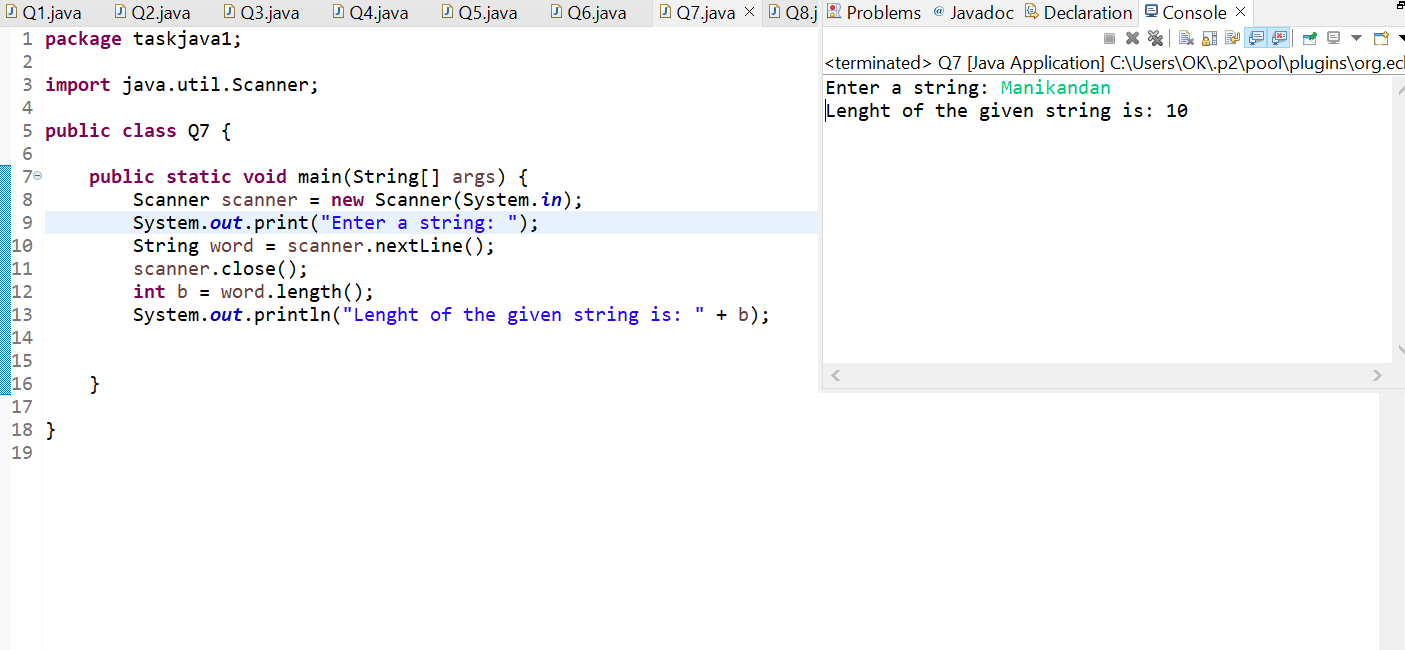 Q1.java Q2.java Q3.java Q4.java Q5.java Q6.java Q7.java Q8.j
1 package taskjava1;
2
3 import java.util.Scanner;
4
5 public class Q7 {
6
7 public static void main(String[] args) {
8 Scanner scanner = new Scanner(System.in);
9 System.out.print("Enter a string: ");
10 String word = scanner.nextLine();
11 scanner.close();
12 int b = word.length();
13 System.out.println("Lenght of the given string is: " + b);
14
15
16 }
17
18 }
19
Problems @ Javadoc Declaration Console
<terminated> Q7 [Java Application] C:\Users\OK\.p2\pool\plugins\org.ecl
Enter a string: Manikandan
Lenght of the given string is: 10